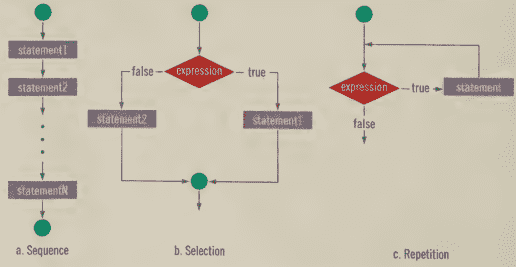 statement1
statement2
statementN
a. Sequence
expression
false
true
statement2
statement1
b. Selection
expression
true
statement
false
c. Repetition